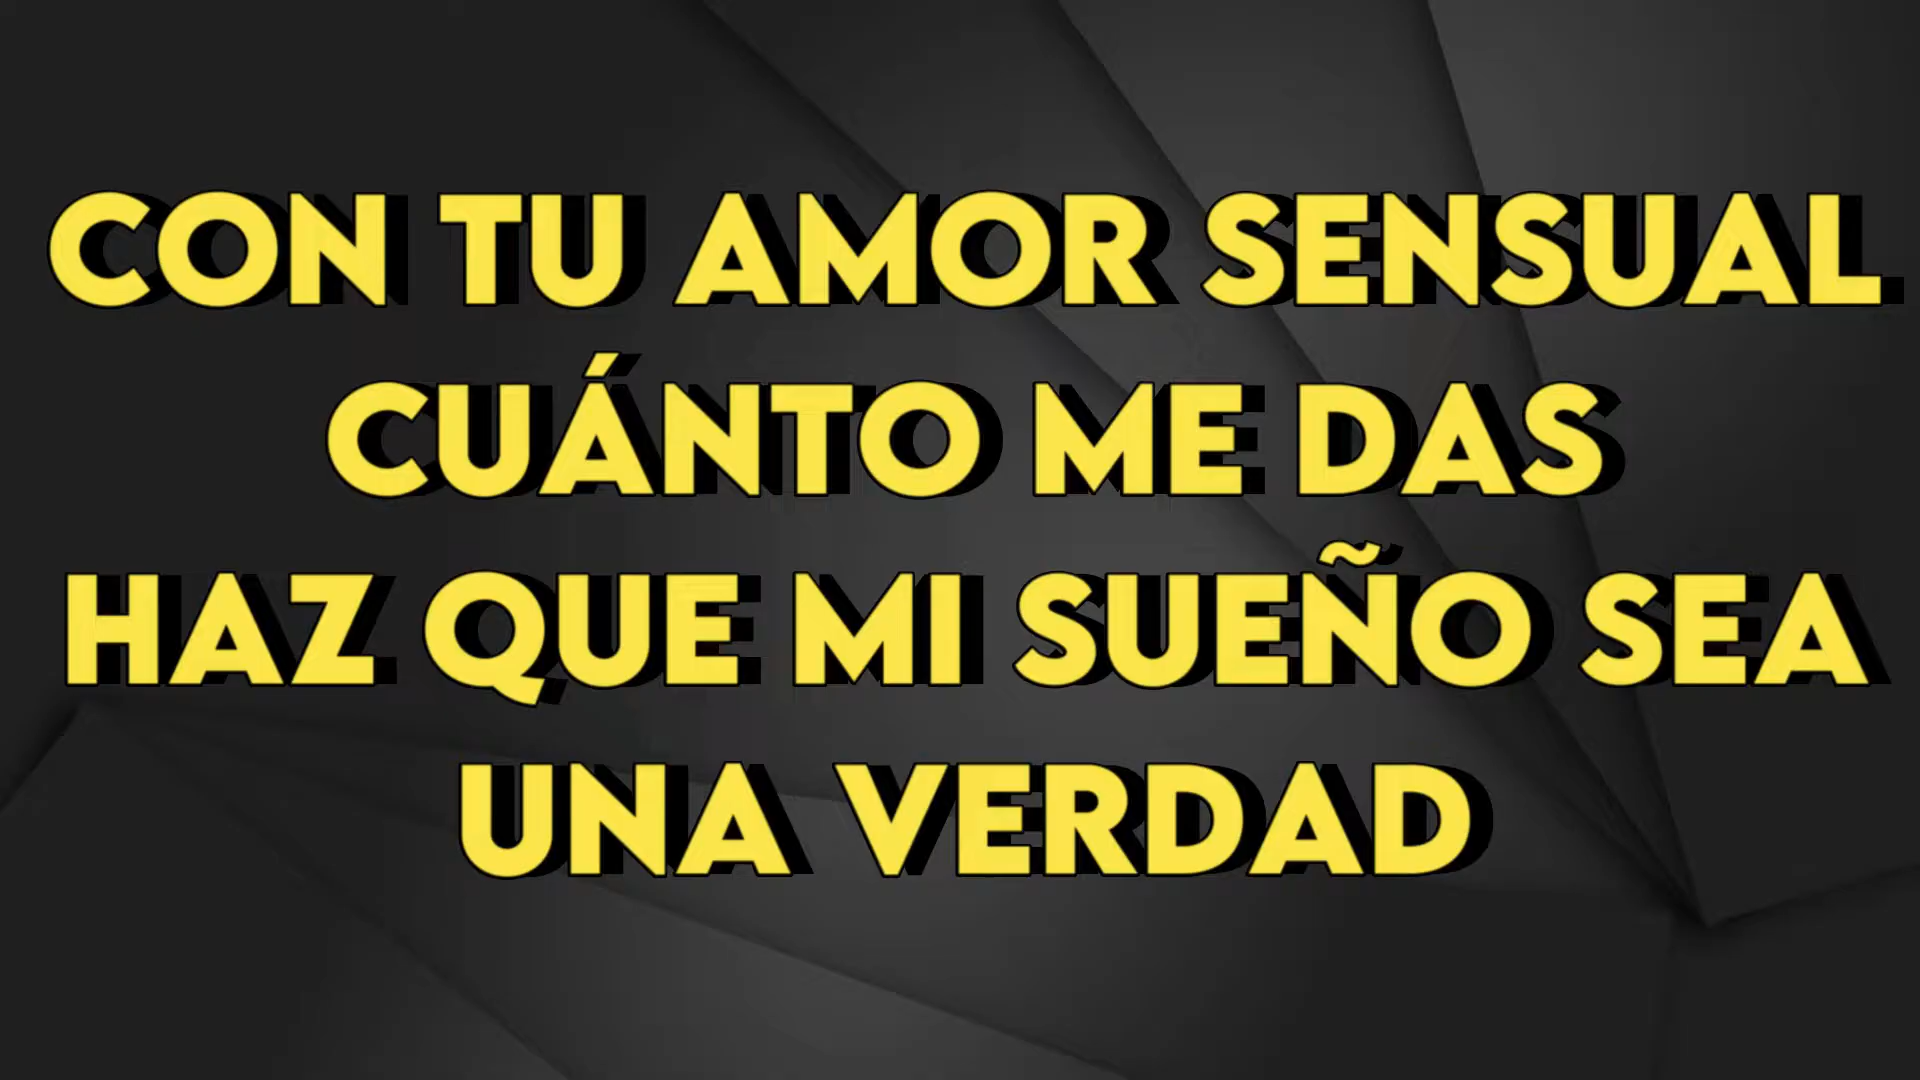 CON TU AMOR SENSUAL
CUÁNTO ME DAS
HAZ QUE MI SUEÑO SEA
UNA VERDAD